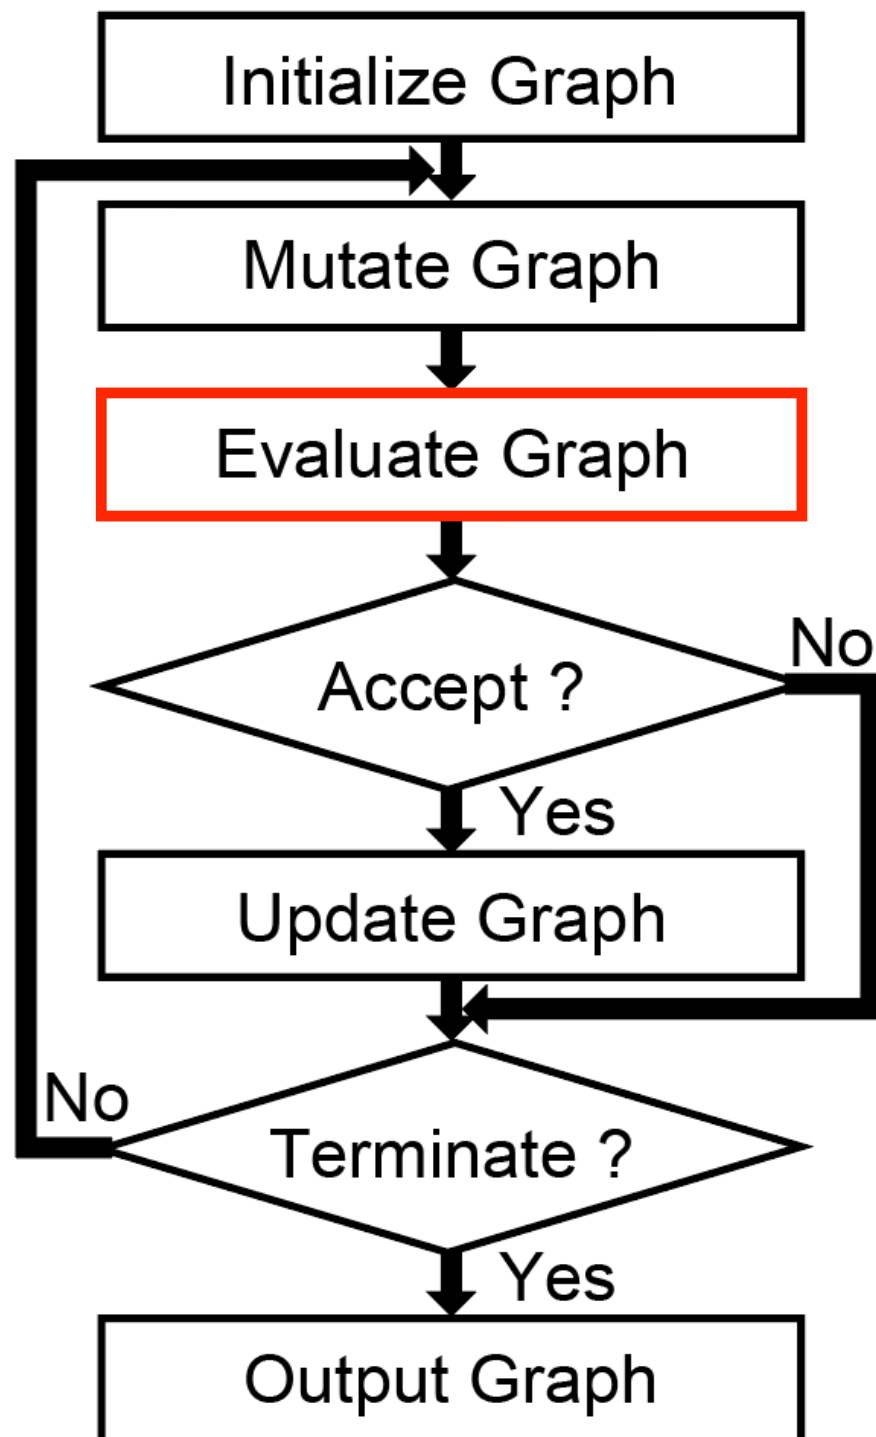 Initialize Graph
Mutate Graph
Evaluate Graph
Accept ?
No
Yes
Update Graph
No
Terminate ?
Yes
Output Graph